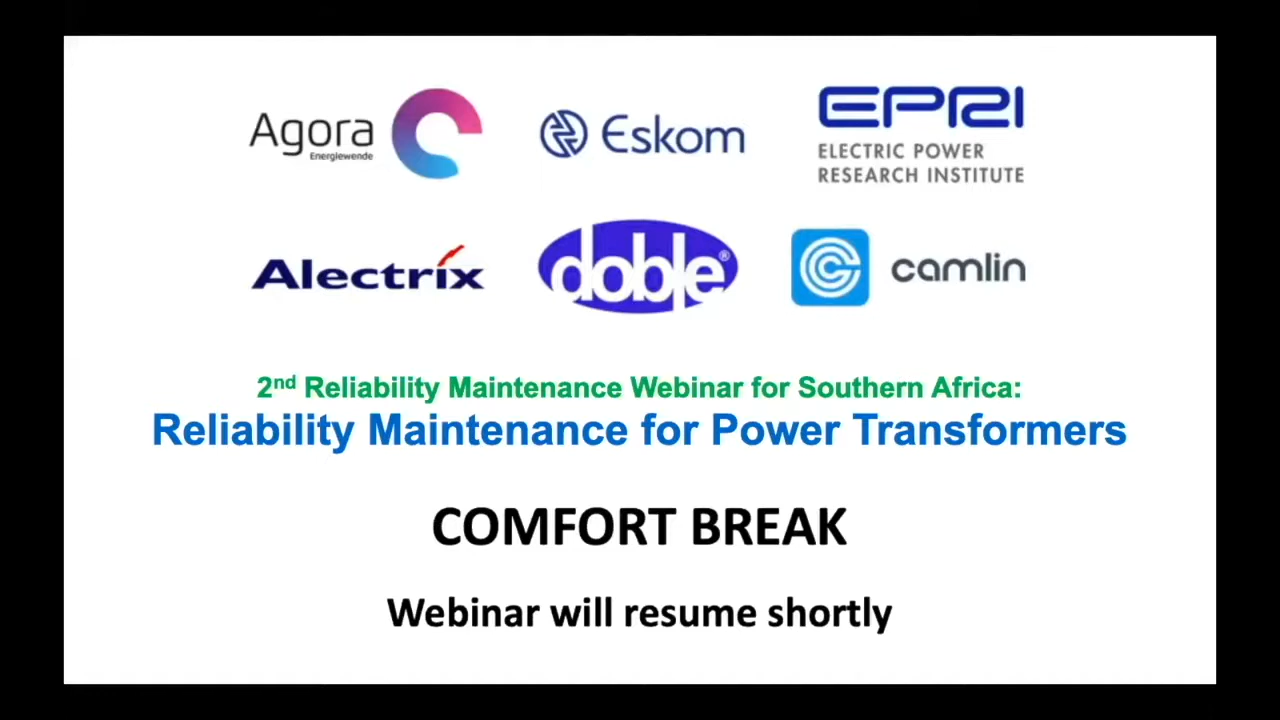 Agora
Energiewende
Eskom
EPRI
ELECTRIC POWER
RESEARCH INSTITUTE
Alectrix
doble®
camlin
2nd Reliability Maintenance Webinar for Southern Africa:
Reliability Maintenance for Power Transformers
COMFORT BREAK
Webinar will resume shortly